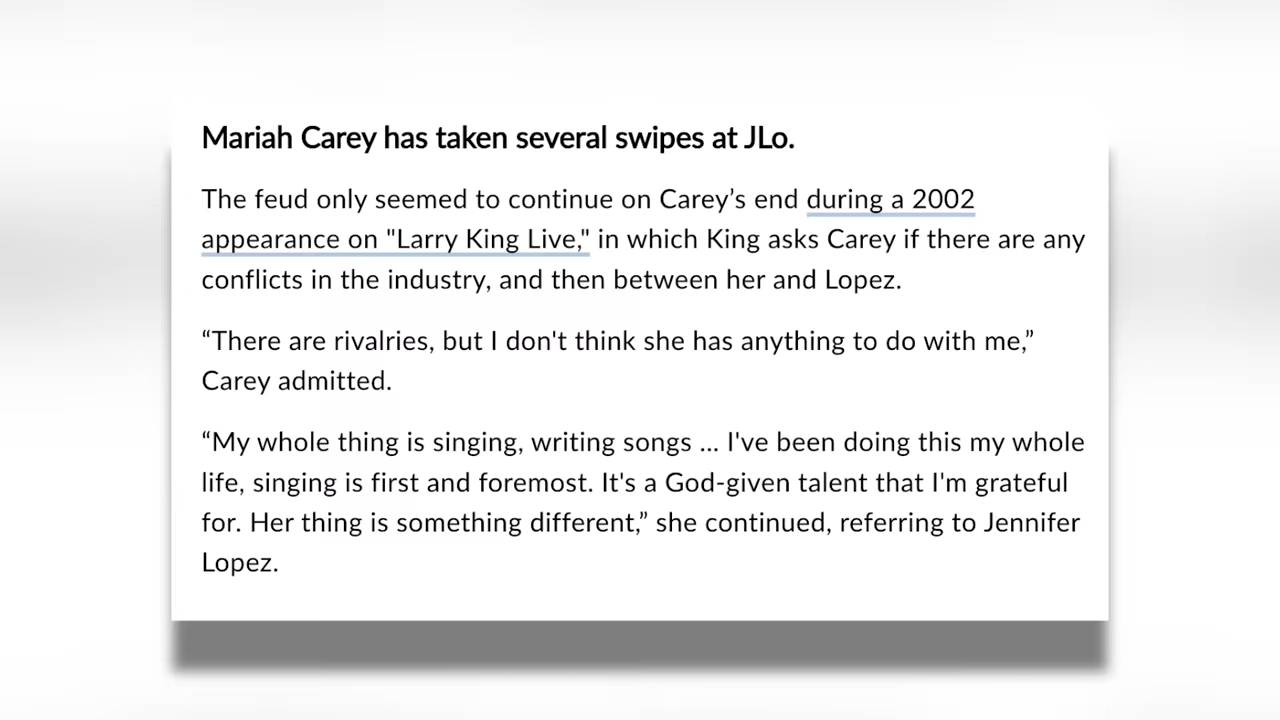 Mariah Carey has taken several swipes at JLo.
The feud only seemed to continue on Carey’s end during a 2002
appearance on "Larry King Live," in which King asks Carey if there are any
conflicts in the industry, and then between her and Lopez.
“There are rivalries, but I don't think she has anything to do with me,”
Carey admitted.
“My whole thing is singing, writing songs ... I've been doing this my whole
life, singing is first and foremost. It's a God-given talent that I'm grateful
for. Her thing is something different,” she continued, referring to Jennifer
Lopez.